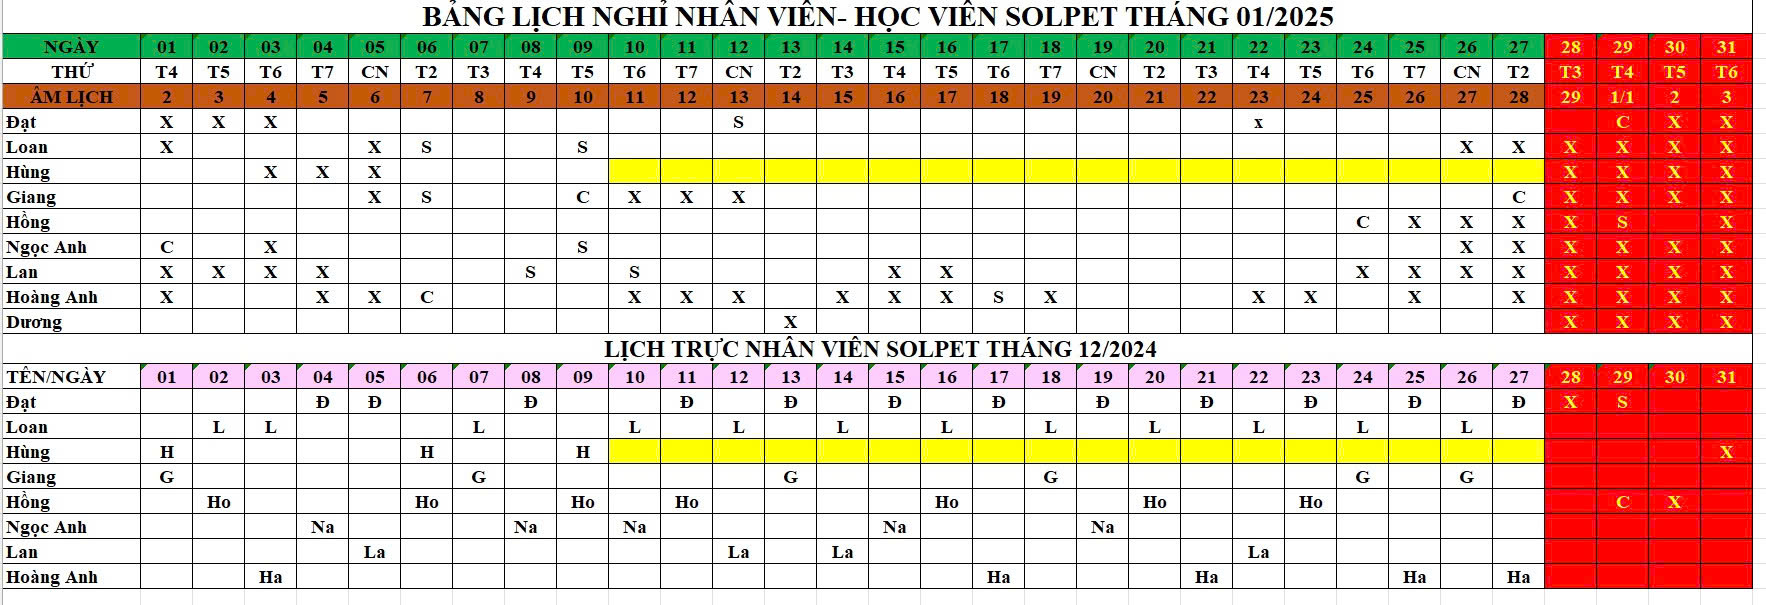 BẢNG LỊCH NGHỈ NHÂN VIÊN- HỌC VIÊN SOLPET THÁNG 01/2025
NGÀY 01 02 03 04 05 06 07 08 09 10 11 12 13 14 15 16 17 18 19 20 21 22 23 24 25 26 27 28 29 30 31
THỨ T4 T5 T6 T7 CN T2 T3 T4 T5 T6 T7 CN T2 T3 T4 T5 T6 T7 CN T2 T3 T4 T5 T6 T7 CN T2 T3 T4 T5 T6
ÂM LỊCH 2 3 4 5 6 7 8 9 10 11 12 13 14 15 16 17 18 19 20 21 22 23 24 25 26 27 28 29 1/1 2 3
Đạt X X X S x C X X
Loan X X S S X X X X X X
Hùng X X X X X X X
Giang X S C X X X C X X X X
Hồng C X X X X S X
Ngọc Anh C X S X X X X X X
Lan X X X X S S X X X X X X X X X X
Hoàng Anh X X X C X X X X X X S X X X X X X X X X
Dương X X X X X
LỊCH TRỰC NHÂN VIÊN SOLPET THÁNG 12/2024
TÊN/NGÀY 01 02 03 04 05 06 07 08 09 10 11 12 13 14 15 16 17 18 19 20 21 22 23 24 25 26 27 28 29 30 31
Đạt Đ Đ Đ Đ Đ Đ Đ Đ Đ Đ Đ Đ X S
Loan L L L L L L L L L L L L
Hùng H H H X
Giang G G G G G G
Hồng Ho Ho Ho Ho Ho Ho Ho C X
Ngọc Anh Na Na Na Na Na
Lan La La La La
Hoàng Anh Ha Ha Ha Ha Ha